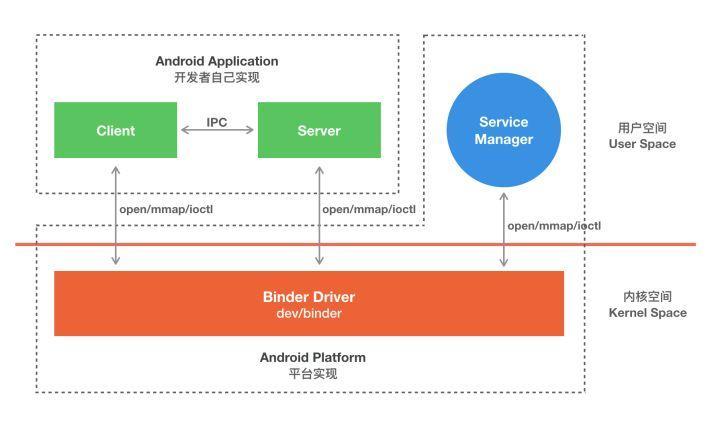 Android Application
开发者自己实现
Client
IPC
Server
Service
Manager
用户空间
User Space
open/mmap/ioctl
open/mmap/ioctl
open/mmap/ioctl
Binder Driver
dev/binder
内核空间
Kernel Space
Android Platform
平台实现